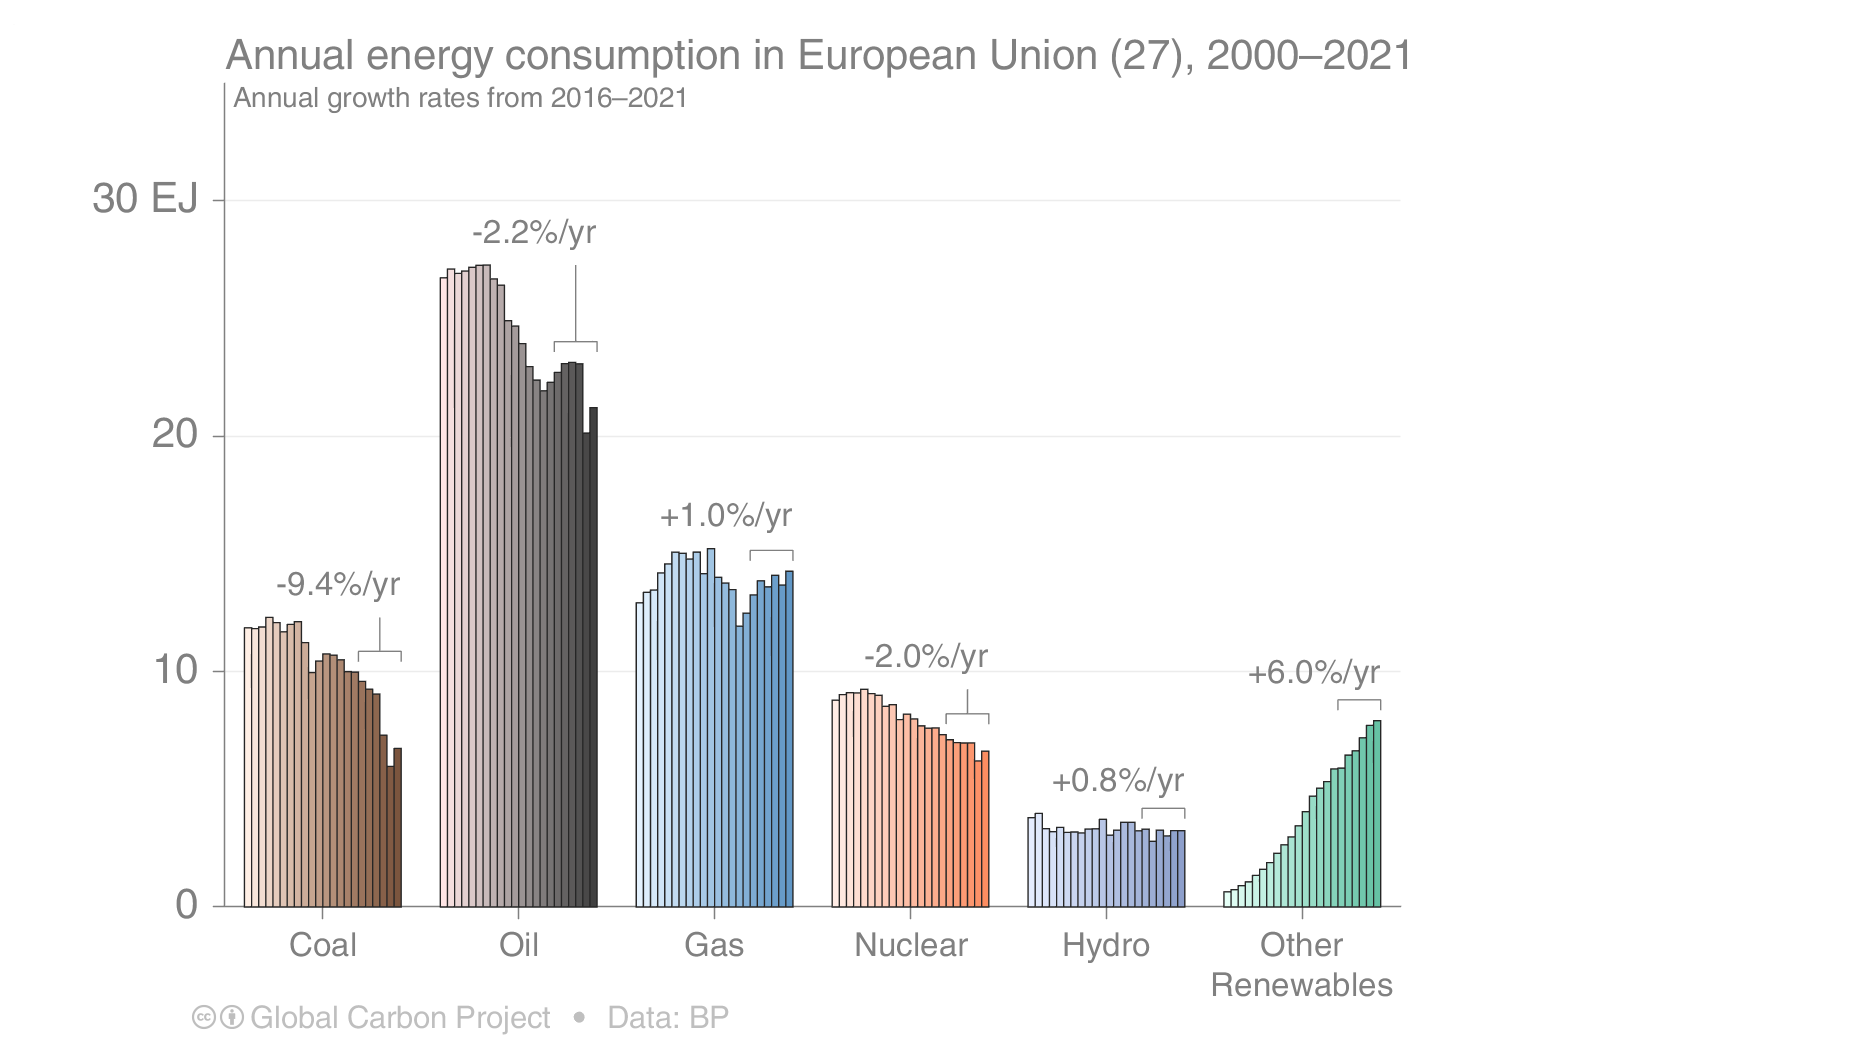 Annual energy consumption in European Union (27), 2000–2021
Annual growth rates from 2016–2021
30 EJ
20
10
0
-9.4%/yr
-2.2%/yr
+1.0%/yr
-2.0%/yr
+0.8%/yr
+6.0%/yr
Coal
Oil
Gas
Nuclear
Hydro
Other
Renewables
cc Global Carbon Project • Data: BP